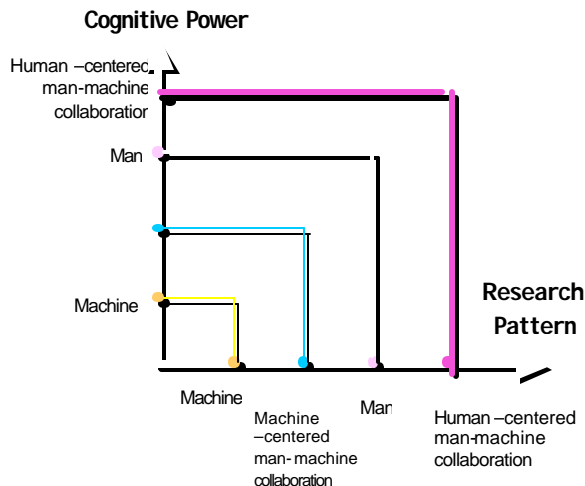 Cognitive Power
Human –centered
man-machine
collaboration
Man
Machine
Research
Pattern
Machine
Machine
–centered
man- machine
collaboration
Man
Human –centered
man-machine
collaboration